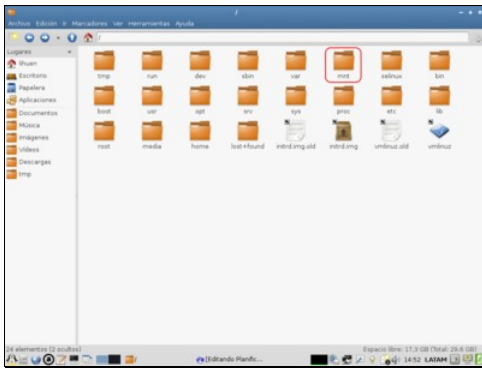 /
Archivo Edición Ir Marcadores Ver Herramientas Ayuda
/
Lugares
lihuen
Escritorio
Papelera
Aplicaciones
Documentos
Música
Imágenes
Vídeos
Descargas
tmp
tmp run dev sbin var mnt selinux bin
boot usr opt srv sys proc etc lib
root media home lost+found initrd.img.old initrd.img vmlinuz.old vmlinuz
24 elementos (2 ocultos) Espacio libre: 17.3 GB (Total: 29.6 GB)
/ [Editando Planific... 14:52 LATAM